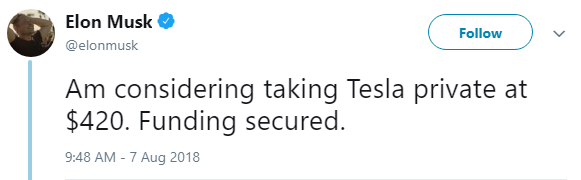 Elon Musk
@elonmusk
Follow
Am considering taking Tesla private at
$420. Funding secured.
9:48 AM - 7 Aug 2018